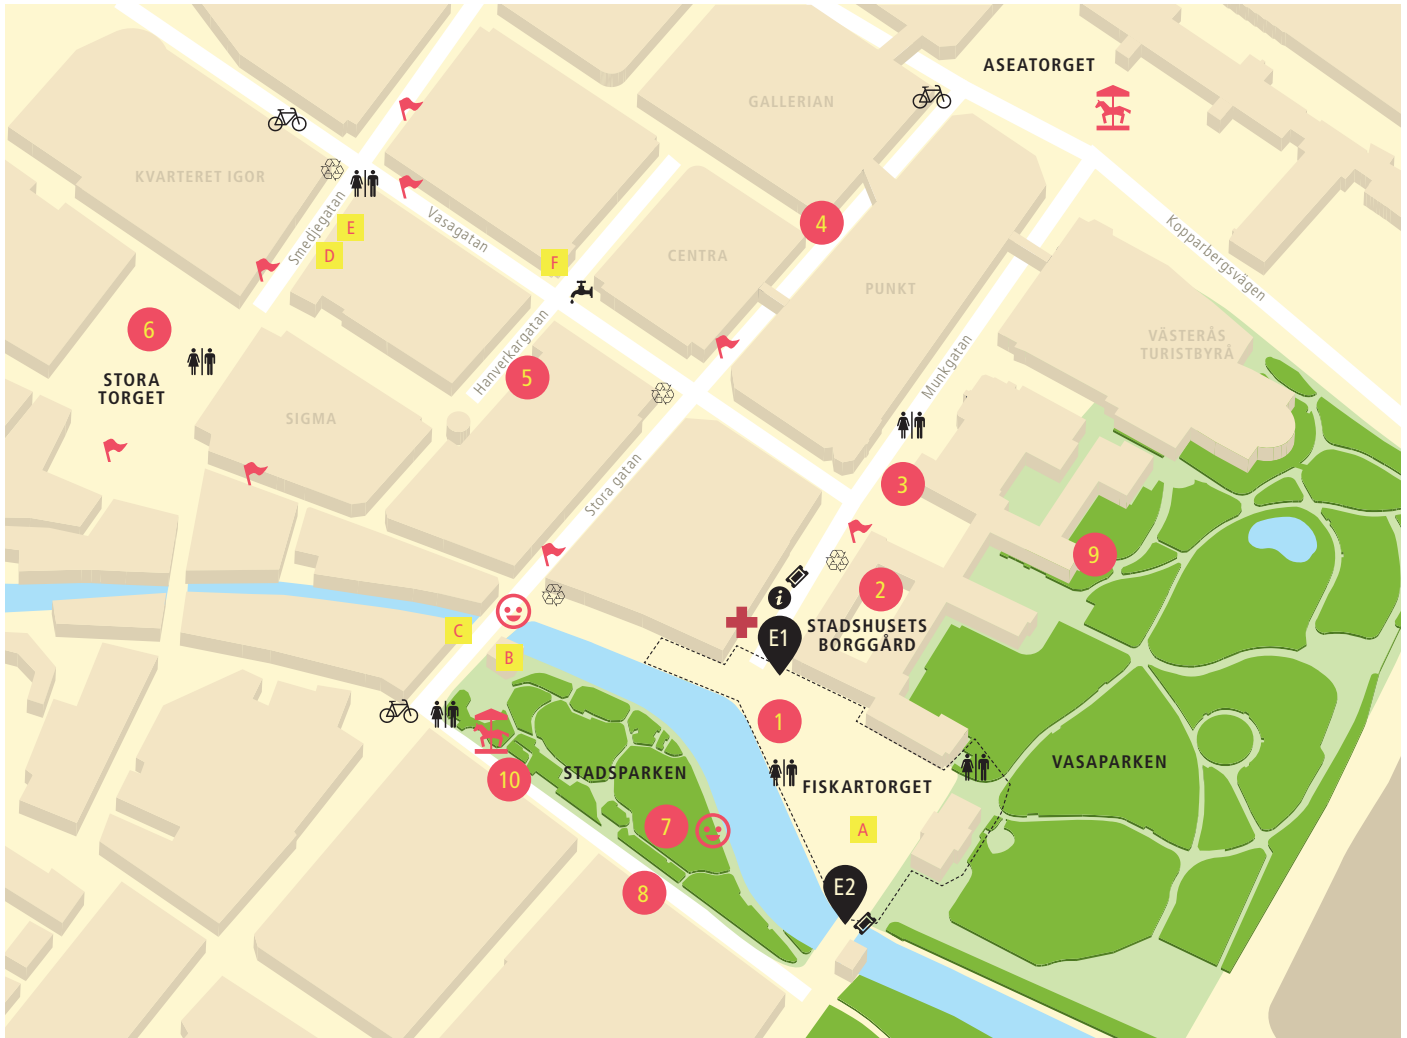 ASEATORGET
GALLERIAN
KVARTERET IGOR
Smedjegatan
E
D
Vasagatan
F
CENTRA
4
PUNKT
Kopparbergsvägen
6
STORA
TORGET
Hanverkargatan
5
SIGMA
Munkgatan
VÄSTERÅS
TURISTBYRÅ
Stora gatan
3
9
2
i
E1
STADSHUSETS
BORGGÅRD
C
B
1
10
STADSPARKEN
FISKARTORGET
VASAPARKEN
7
A
8
E2